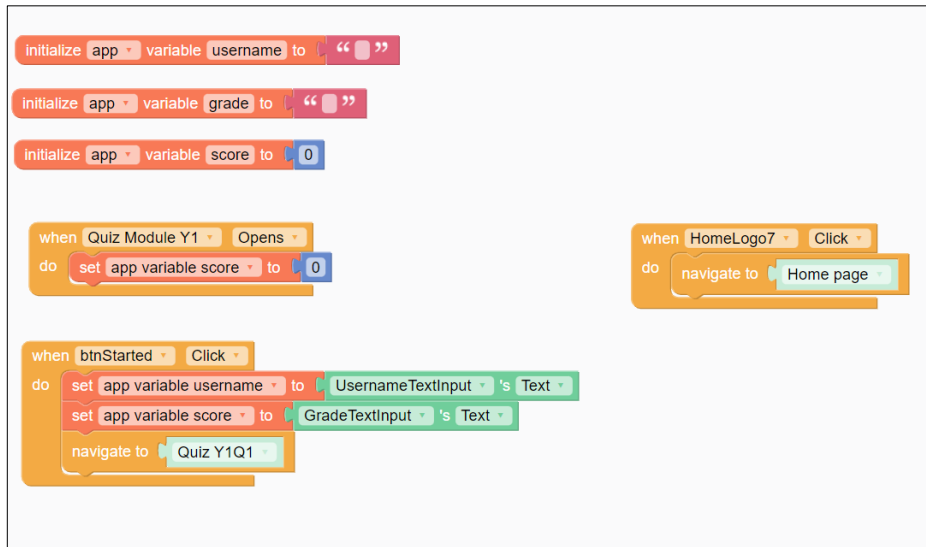 initialize app variable username to “ ”
initialize app variable grade to “ ”
initialize app variable score to 0
when Quiz Module Y1 Opens
do set app variable score to 0
when HomeLogo7 Click
do navigate to Home page
when btnStarted Click
do set app variable username to UsernameTextInput 's Text
set app variable score to GradeTextInput 's Text
navigate to Quiz Y1Q1